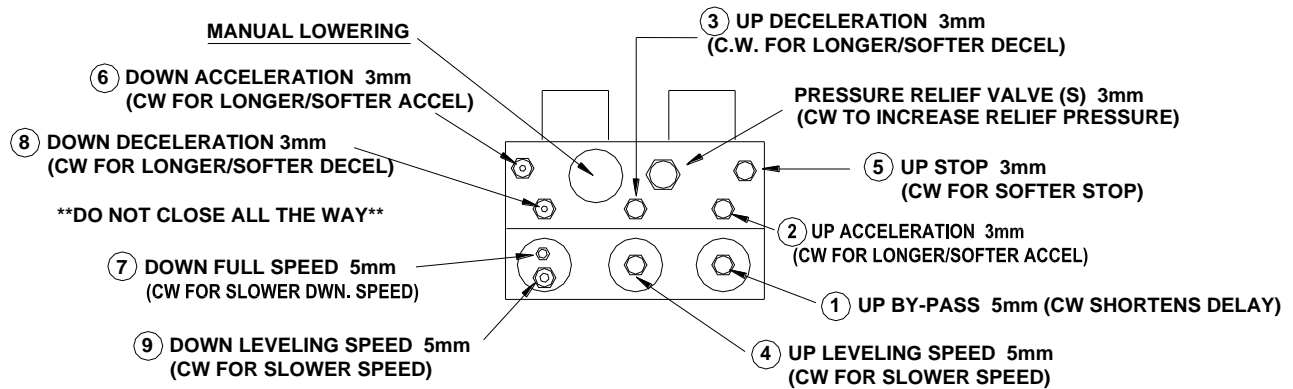 MANUAL LOWERING
3 UP DECELERATION 3mm
(C.W. FOR LONGER/SOFTER DECEL)
6 DOWN ACCELERATION 3mm
(CW FOR LONGER/SOFTER ACCEL)
PRESSURE RELIEF VALVE (S) 3mm
(CW TO INCREASE RELIEF PRESSURE)
8 DOWN DECELERATION 3mm
(CW FOR LONGER/SOFTER DECEL)
5 UP STOP 3mm
(CW FOR SOFTER STOP)
**DO NOT CLOSE ALL THE WAY**
2 UP ACCELERATION 3mm
(CW FOR LONGER/SOFTER ACCEL)
7 DOWN FULL SPEED 5mm
(CW FOR SLOWER DWN. SPEED)
1 UP BY-PASS 5mm (CW SHORTENS DELAY)
9 DOWN LEVELING SPEED 5mm
(CW FOR SLOWER SPEED)
4 UP LEVELING SPEED 5mm
(CW FOR SLOWER SPEED)